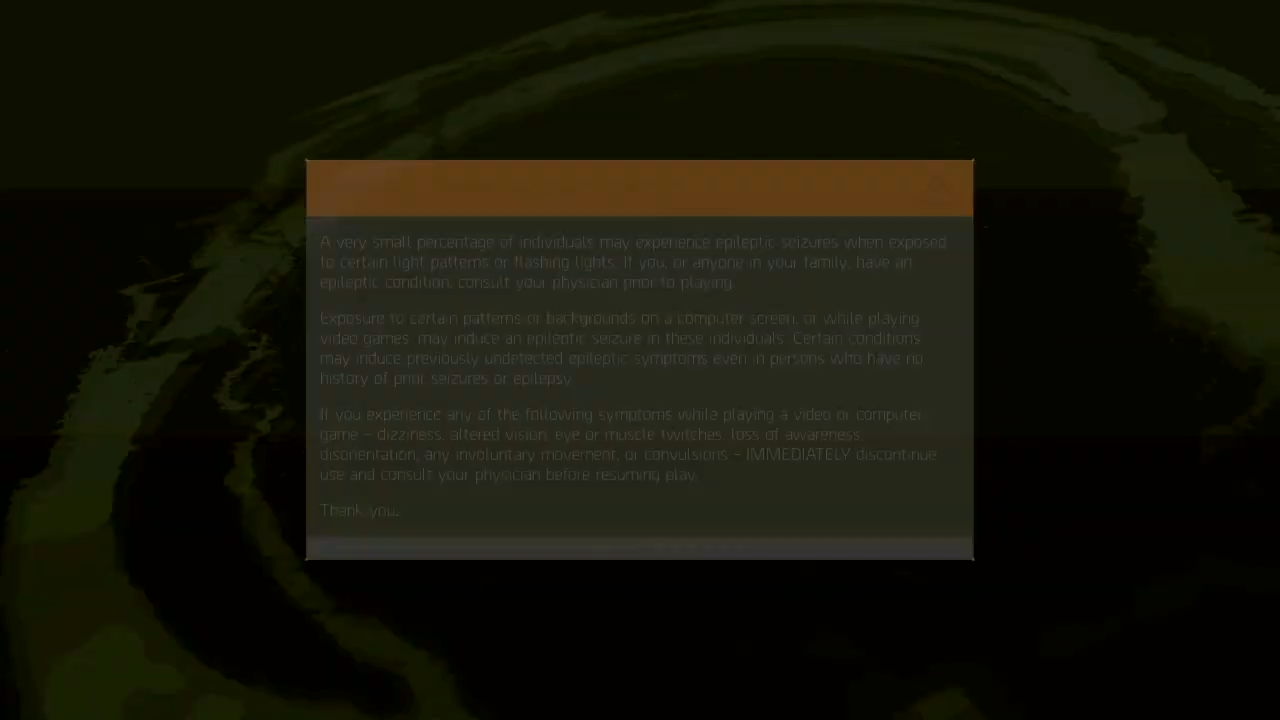 A very small percentage of individuals may experience epileptic seizures when exposed
to certain light patterns or flashing lights. If you, or anyone in your family, have an
epileptic condition, consult your physician prior to playing.
Exposure to certain patterns or backgrounds on a computer screen, or while playing
video games, may induce an epileptic seizure in these individuals. Certain conditions
may induce previously undetected epileptic symptoms even in persons who have no
history of prior seizures or epilepsy.
If you experience any of the following symptoms while playing a video or computer
game – dizziness, altered vision, eye or muscle twitches, loss of awareness,
disorientation, any involuntary movement, or convulsions – IMMEDIATELY discontinue
use and consult your physician before resuming play.
Thank you.